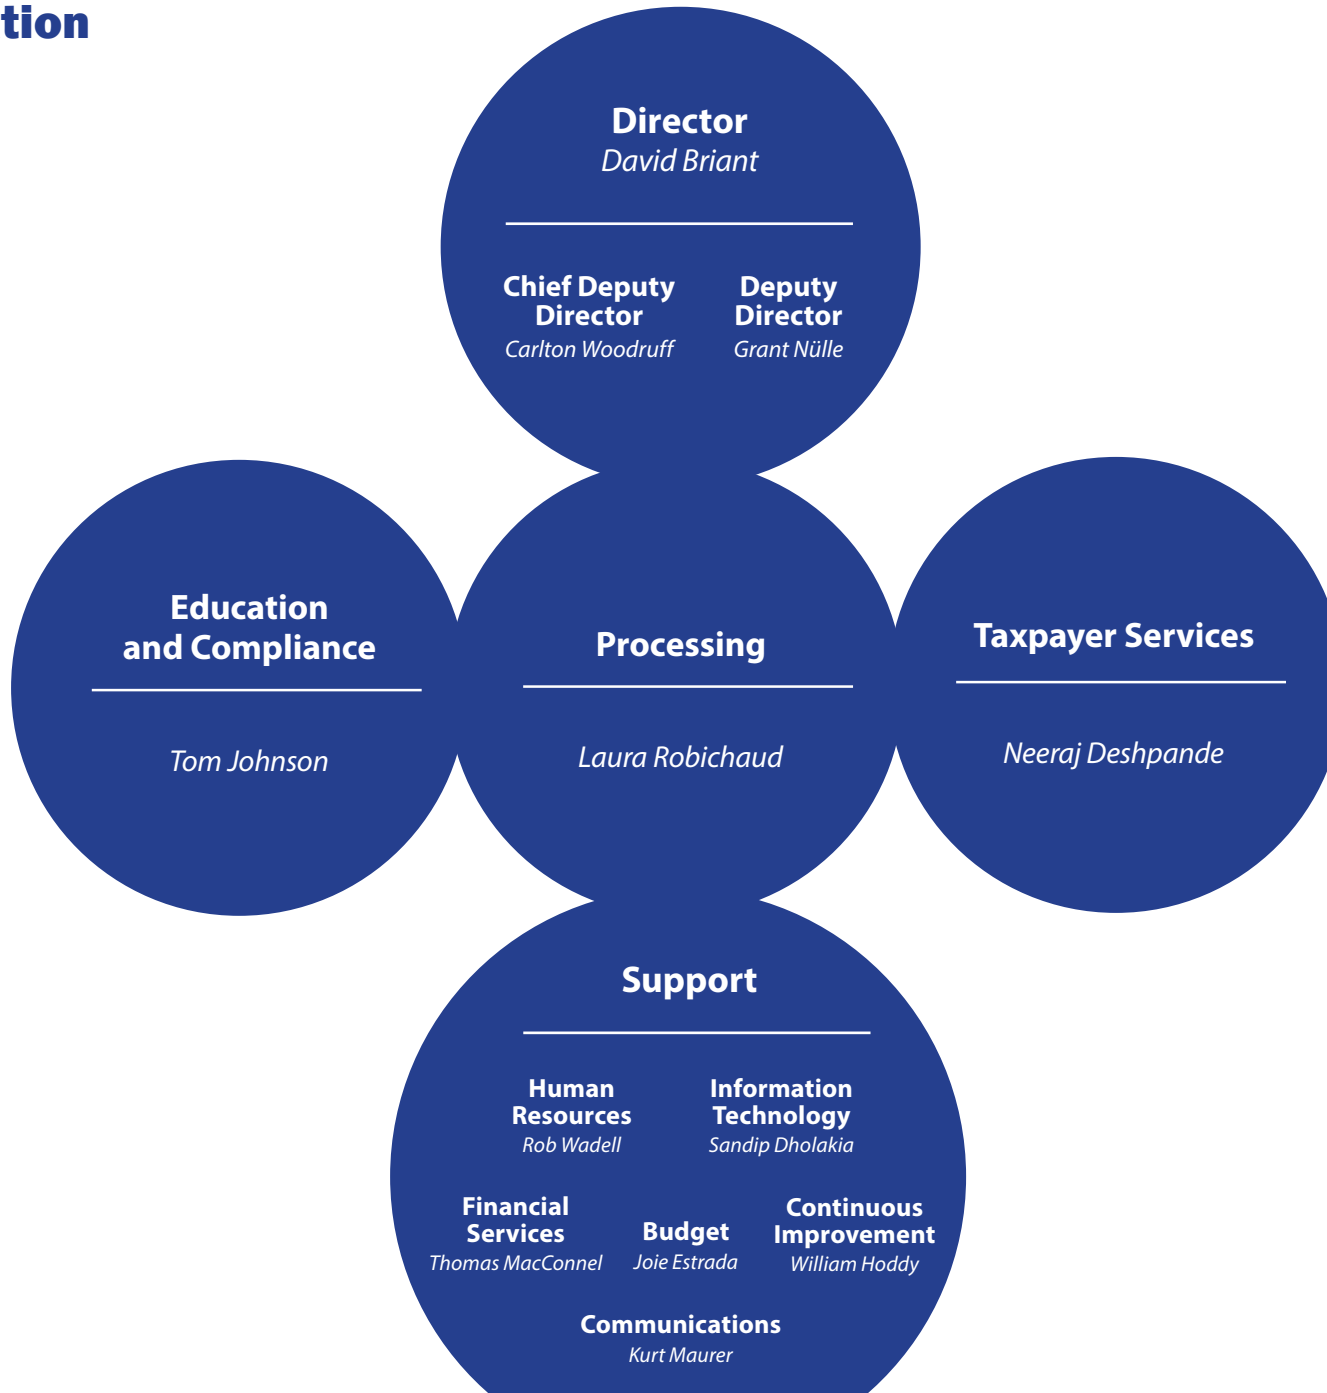 tion
Director
David Briant
Chief Deputy
Director
Carlton Woodruff
Deputy
Director
Grant Nülle
Education
and Compliance
Tom Johnson
Processing
Laura Robichaud
Taxpayer Services
Neeraj Deshpande
Support
Human
Resources
Rob Wadell
Information
Technology
Sandip Dholakia
Financial
Services
Thomas MacConnel
Budget
Joie Estrada
Continuous
Improvement
William Hoddy
Communications
Kurt Maurer